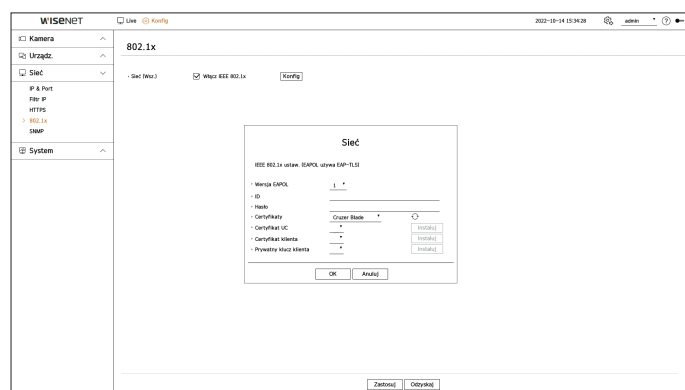 WISENET
Live Konfig
2022-10-14 15:34:28 admin ?
Kamera
Urządz.
Sieć
IP & Port
Filtr IP
HTTPS
> 802.1x
SNMP
System
802.1x
• Sieć (Wsz.) Włącz IEEE 802.1x Konfig
Sieć
IEEE 802.1x ustaw. (EAPOL używa EAP-TLS)
• Wersja EAPOL 1
• ID
• Hasło
• Certyfikaty Cruzer Blade
• Certyfikat UC Instaluj
• Certyfikat klienta Instaluj
• Prywatny klucz klienta Instaluj
OK Anuluj
Zastosuj Odzyskaj